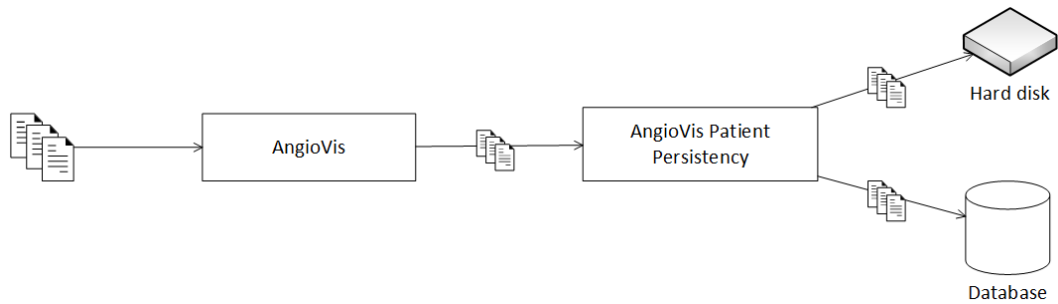 AngioVis
AngioVis Patient
Persistency
Hard disk
Database